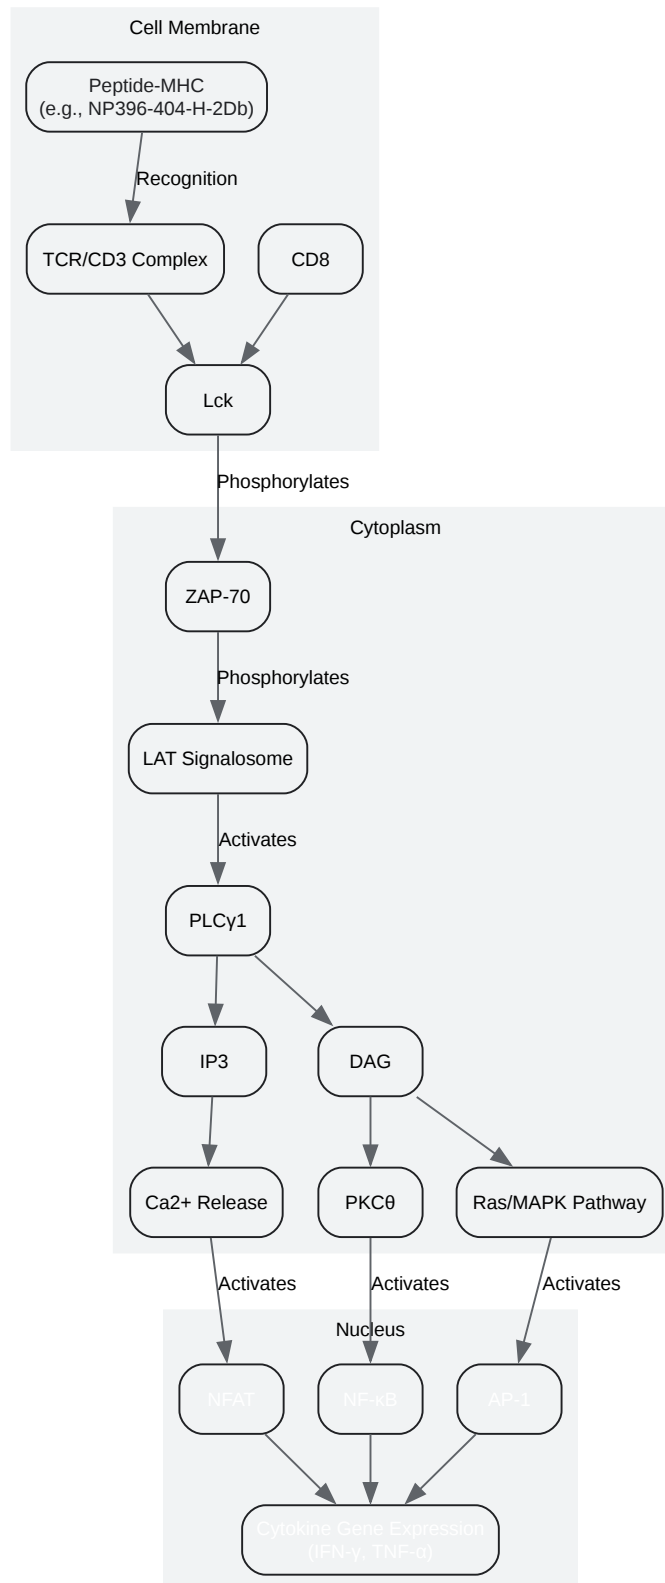 Cell Membrane
Peptide-MHC
(e.g., NP396-404-H-2Db)
Recognition
TCR/CD3 Complex
CD8
Lck
Phosphorylates
Cytoplasm
ZAP-70
Phosphorylates
LAT Signalosome
Activates
PLCγ1
IP3
DAG
Ca2+ Release
PKCθ
Ras/MAPK Pathway
Activates
Activates
Activates
Nucleus
NFAT
NF-κB
AP-1
Cytokine Gene Expression
(IFN-γ, TNF-α)